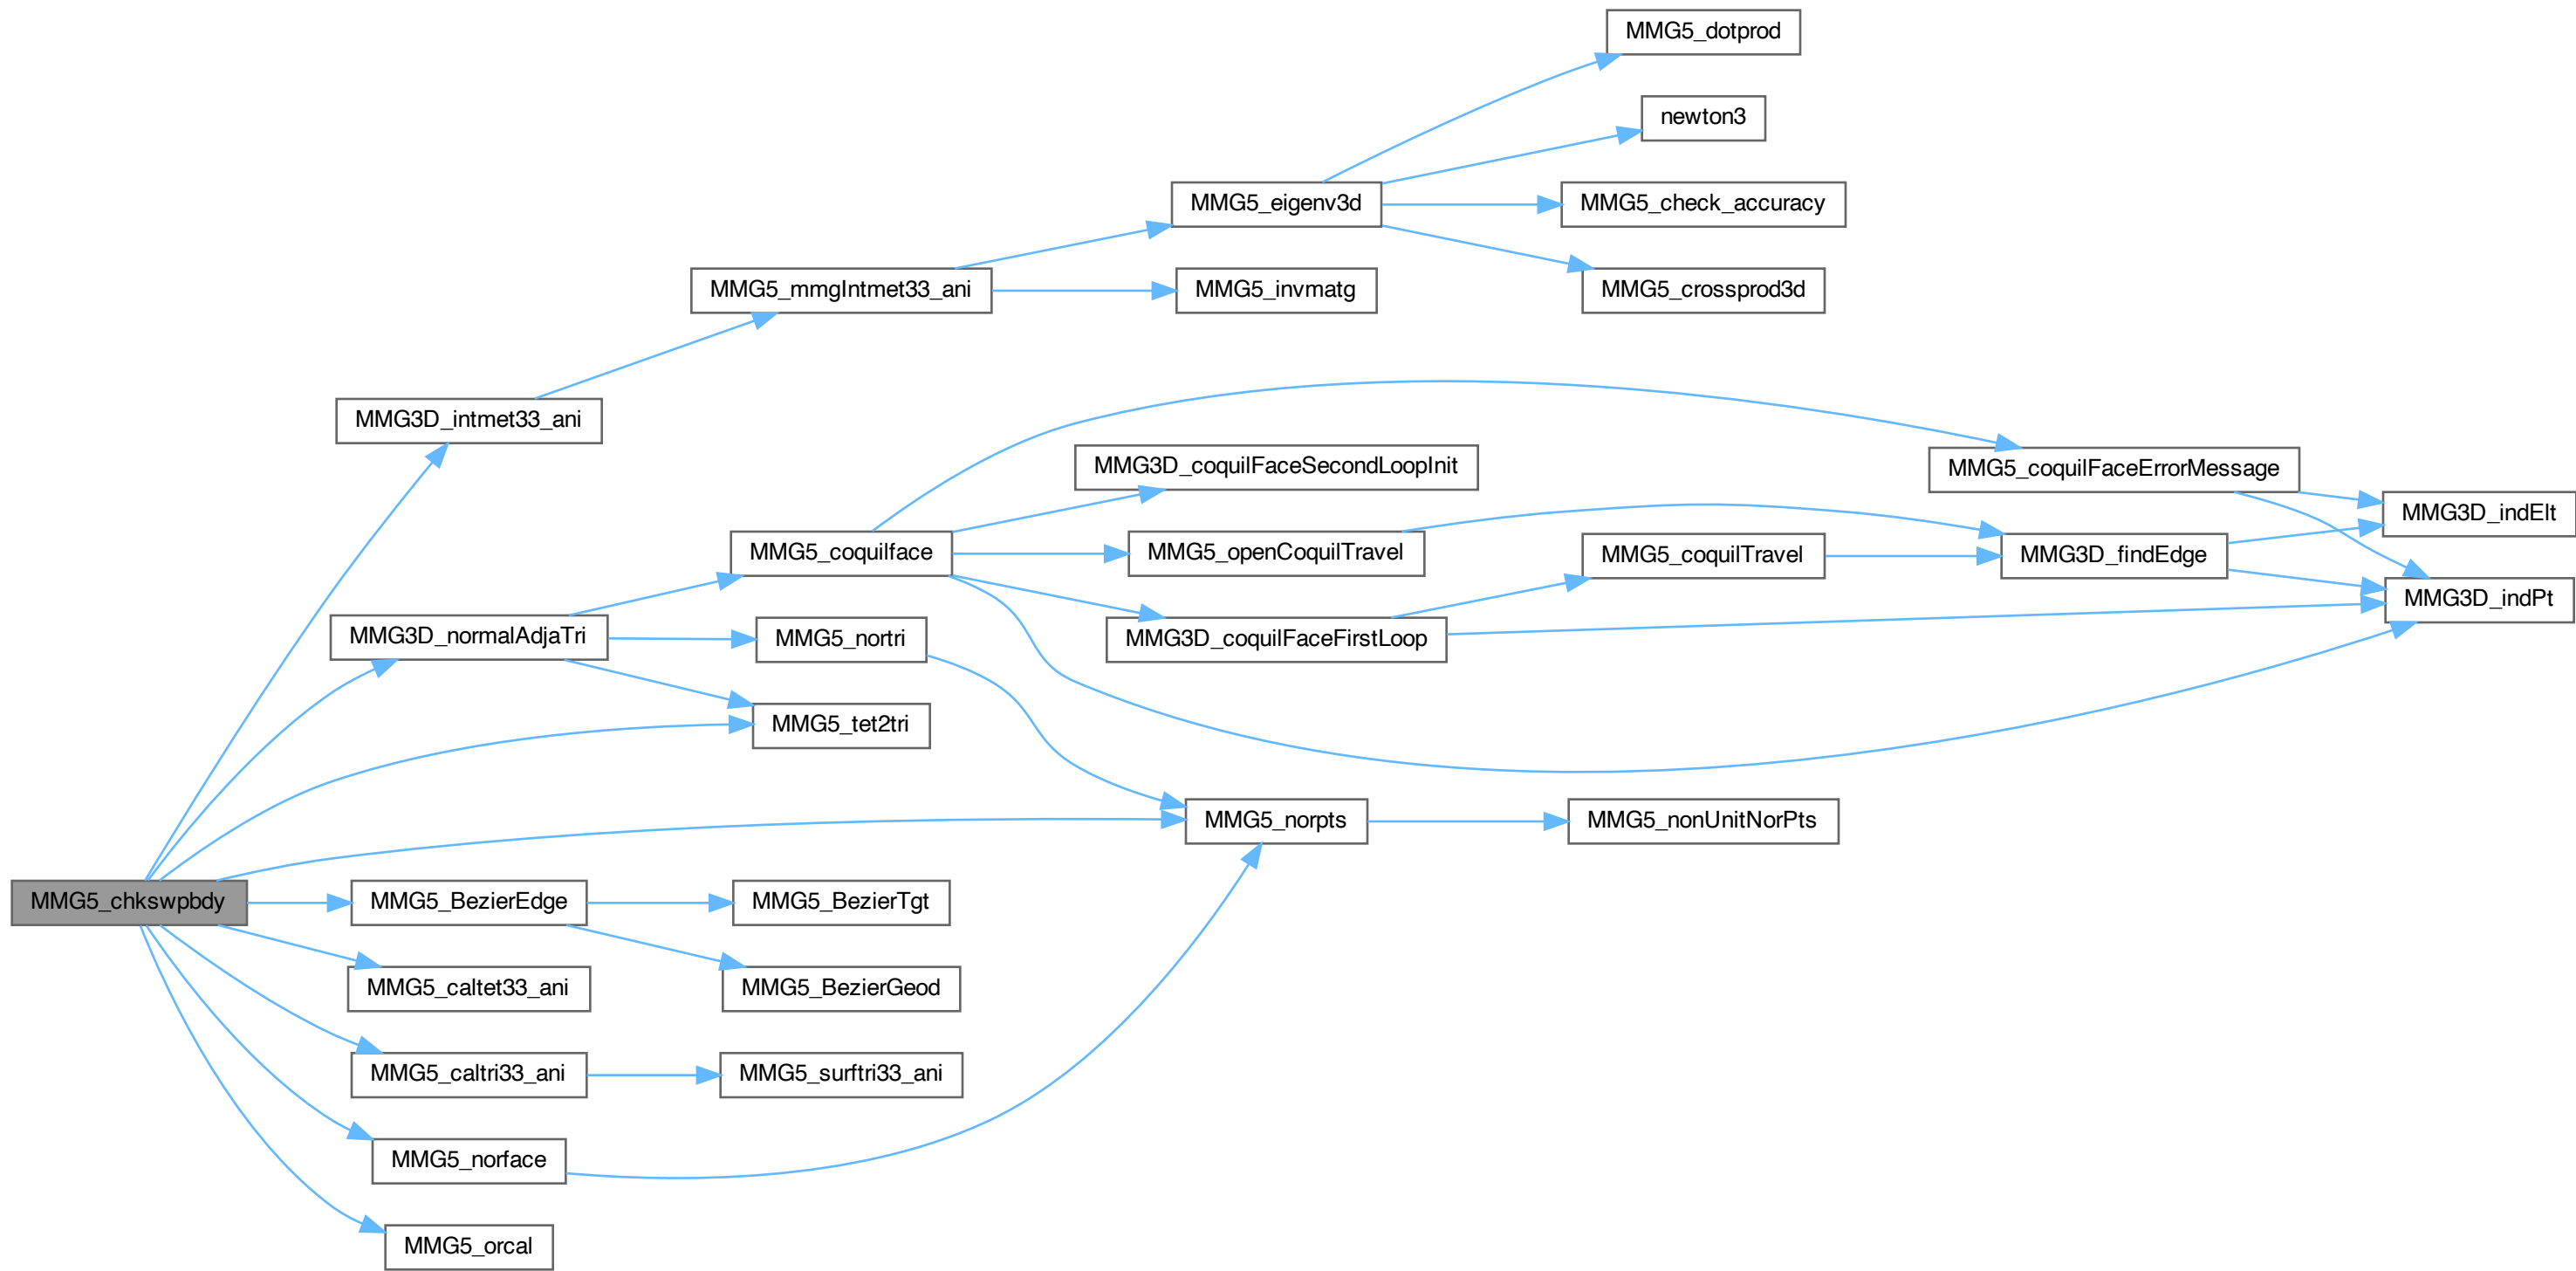 MMG5_dotprod
newton3
MMG5_eigenv3d
MMG5_check_accuracy
MMG5_mmgIntmet33_ani
MMG5_invmatg
MMG5_crossprod3d
MMG3D_intmet33_ani
MMG3D_coquilFaceSecondLoopInit
MMG5_coquilFaceErrorMessage
MMG3D_indElt
MMG5_coquilface
MMG5_openCoquilTravel
MMG5_coquilTravel
MMG3D_findEdge
MMG3D_indPt
MMG3D_normalAdjaTri
MMG5_nortri
MMG3D_coquilFaceFirstLoop
MMG5_tet2tri
MMG5_norpts
MMG5_nonUnitNorPts
MMG5_chkswpbdy
MMG5_BezierEdge
MMG5_BezierTgt
MMG5_caltet33_ani
MMG5_BezierGeod
MMG5_caltri33_ani
MMG5_surftri33_ani
MMG5_norface
MMG5_orcal